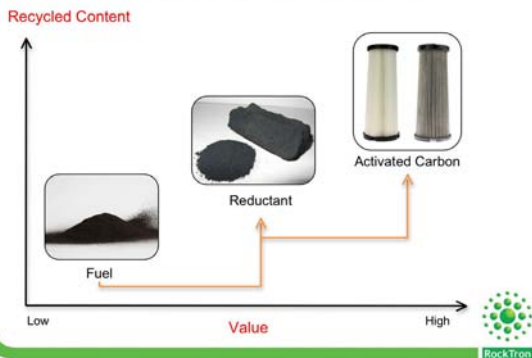 Recycled Content
Activated Carbon
Reductant
Fuel
Low
Value
High
RockTron